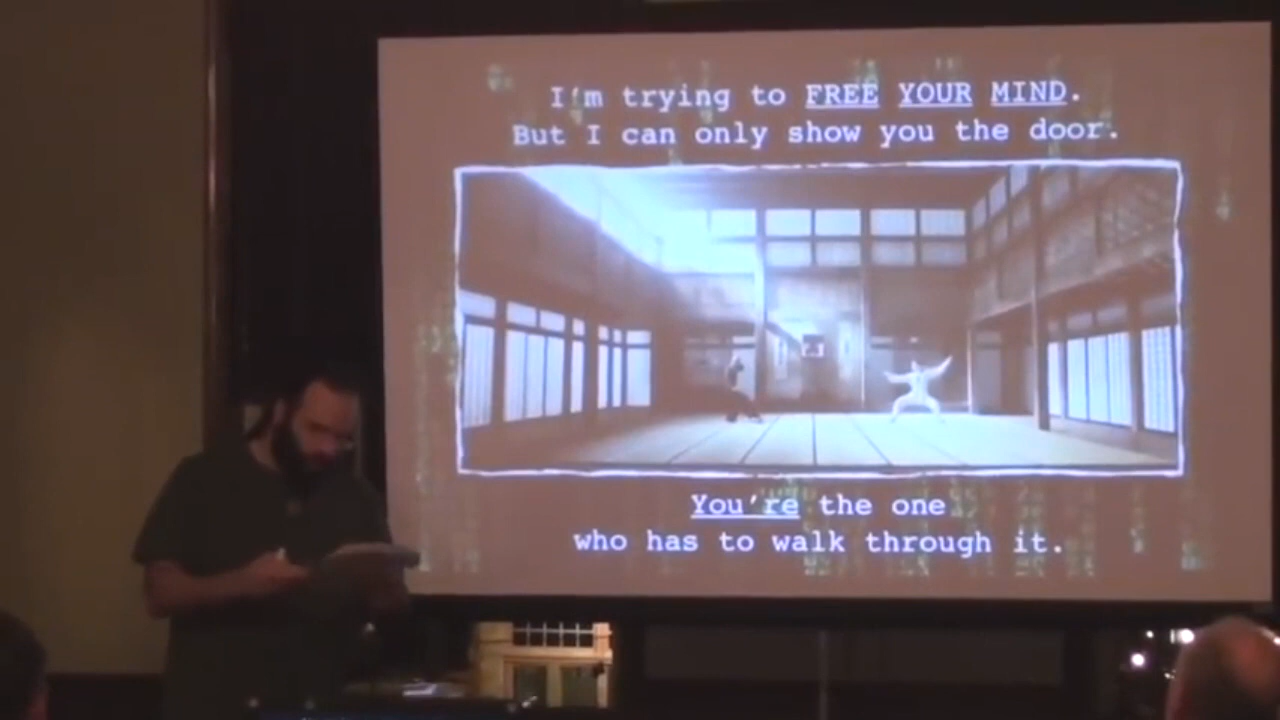 I'm trying to FREE YOUR MIND.
But I can only show you the door.
You're the one
who has to walk through it.